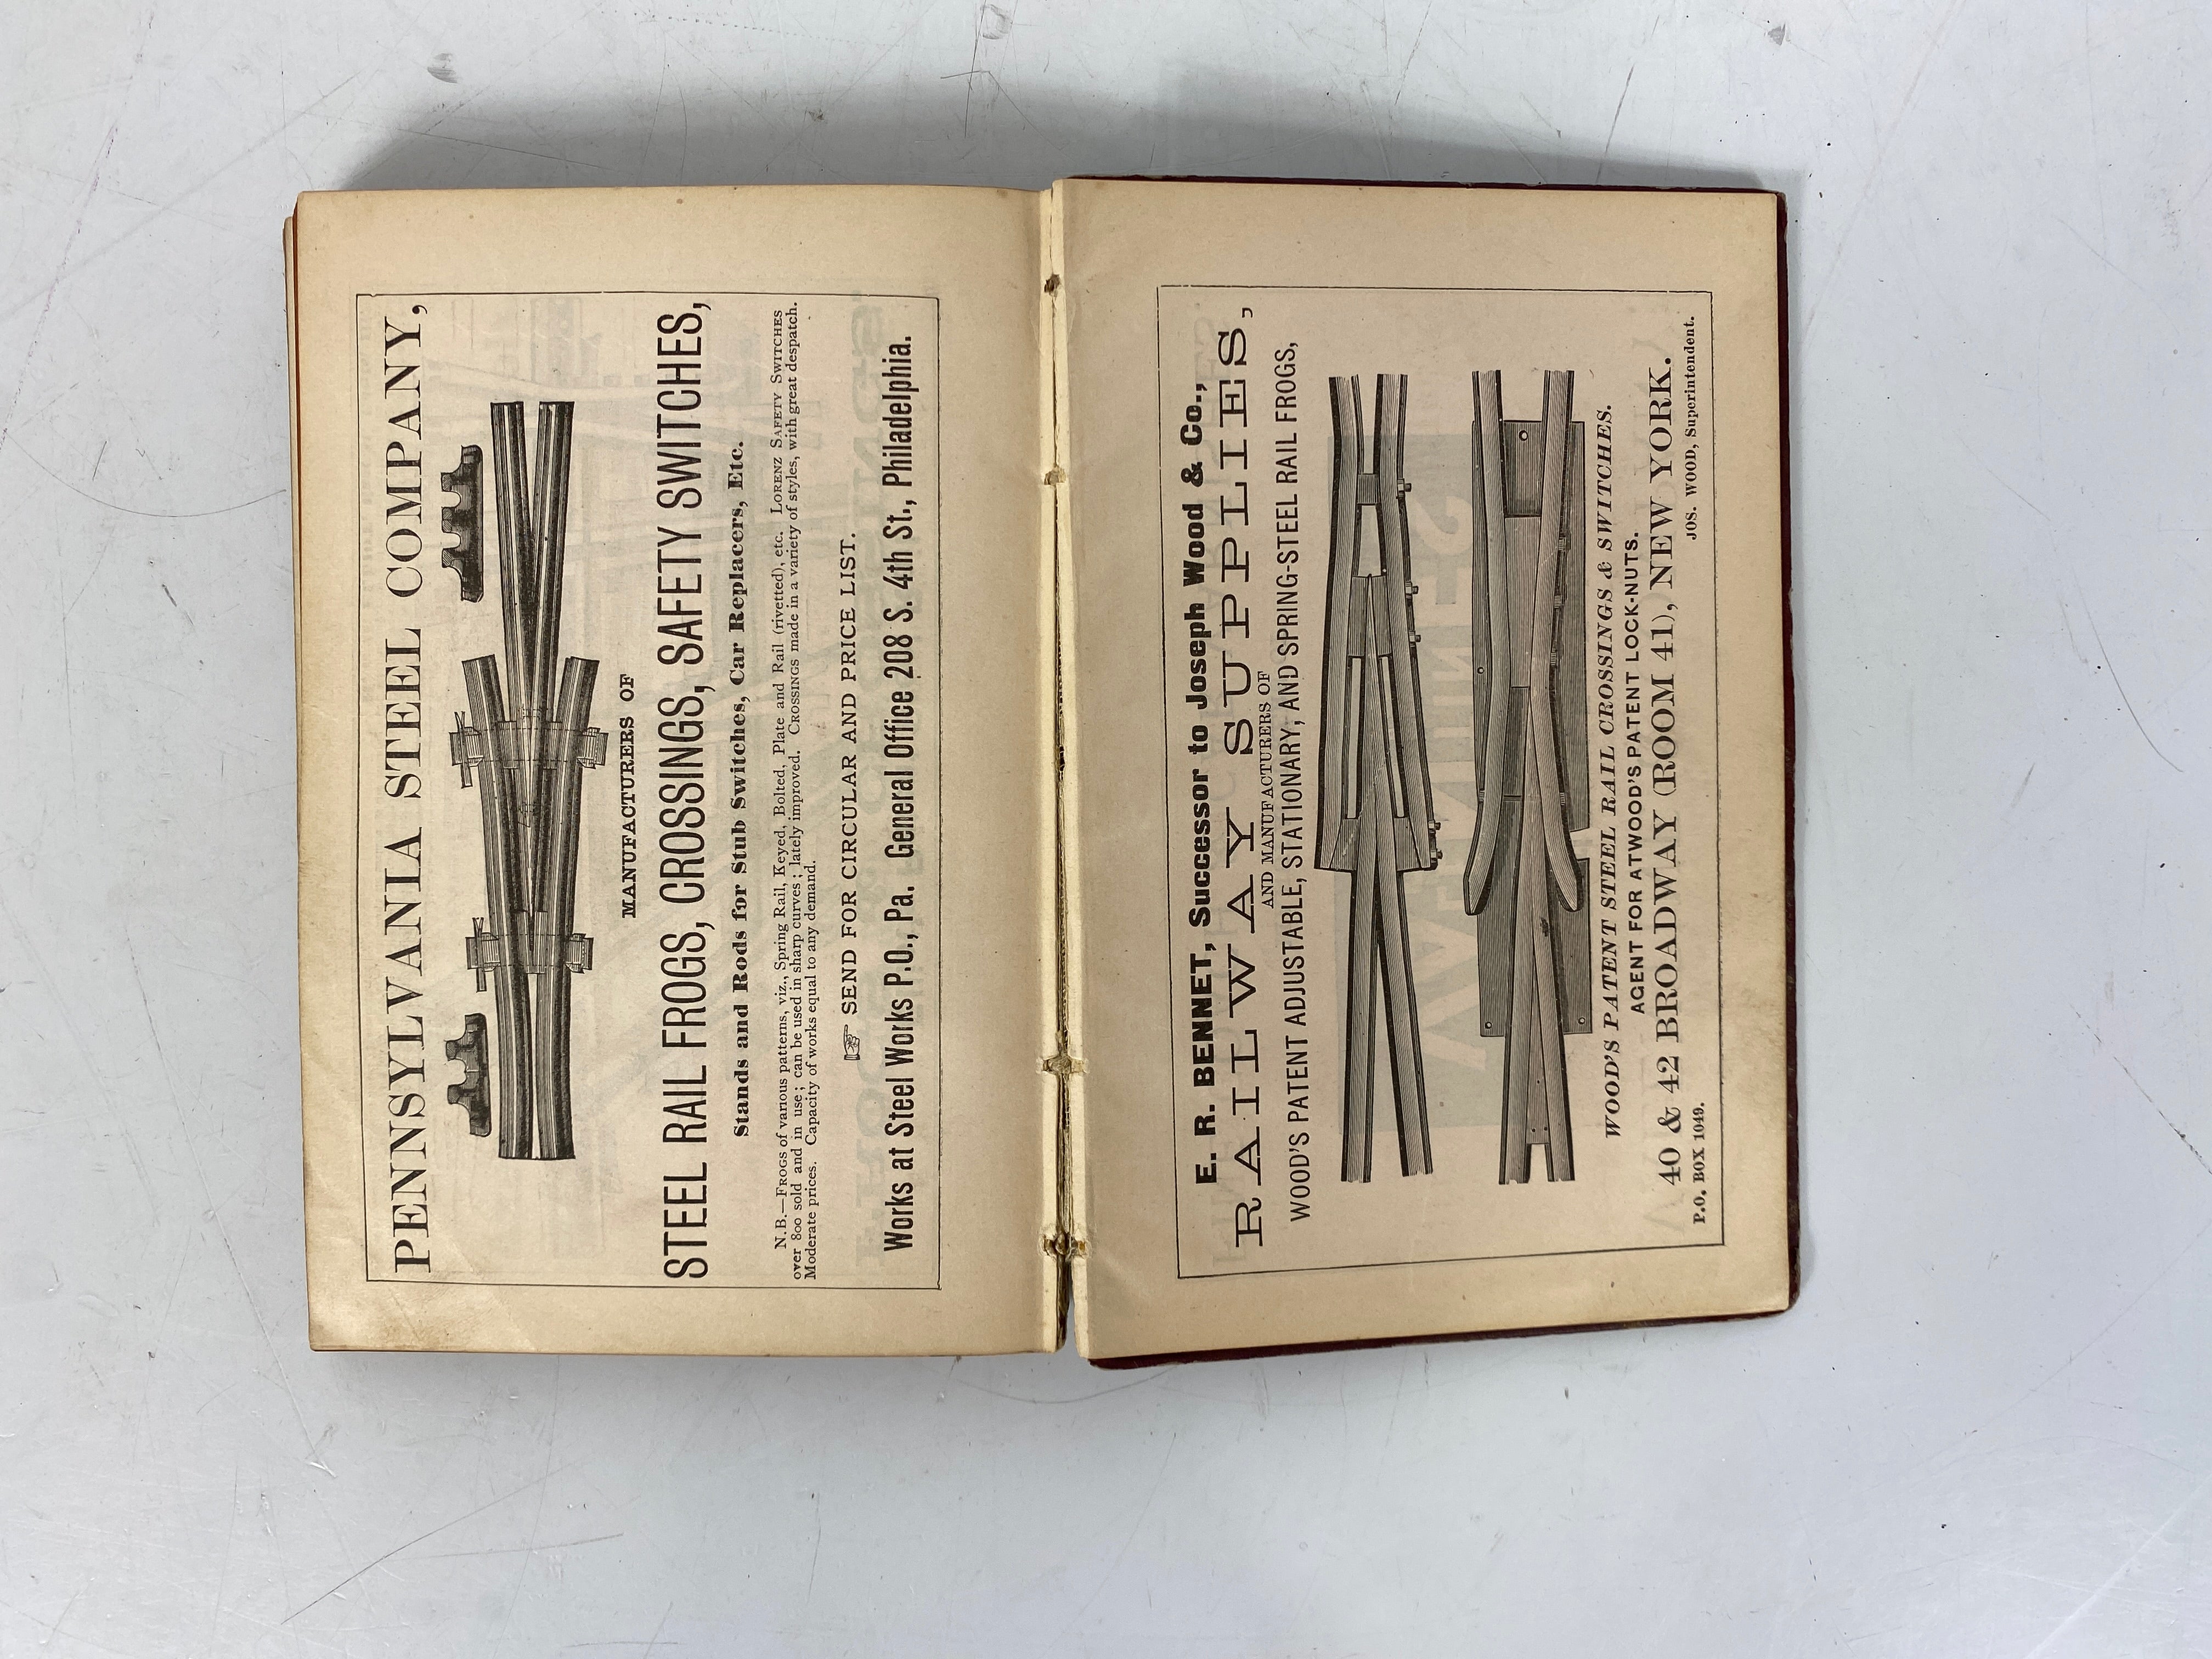 PENNSYLVANIA STEEL COMPANY,
MANUFACTURERS OF
STEEL RAIL FROGS, CROSSINGS, SAFETY SWITCHES,
Stands and Rods for Stub Switches, Car Replacers, Etc.
N. B.—FROGS of various patterns, viz., Spring Rail, Keyed, Bolted, Plate and Rail (rivetted), etc. LORENZ SAFETY SWITCHES
over 800 sold and in use; can be used in sharp curves; lately improved. CROSSINGS made in a variety of styles, with great despatch.
Moderate prices. Capacity of works equal to any demand.
☞ SEND FOR CIRCULAR AND PRICE LIST.
Works at Steel Works P.O., Pa. General Office 208 S. 4th St., Philadelphia.
E. R. BENNET, Successor to Joseph Wood & Co.,
RAILWAY SUPPLIES,
AND MANUFACTURERS OF
WOOD'S PATENT ADJUSTABLE, STATIONARY, AND SPRING-STEEL RAIL FROGS,
WOOD'S PATENT STEEL RAIL CROSSINGS & SWITCHES.
AGENT FOR ATWOOD'S PATENT LOCK-NUTS.
40 & 42 BROADWAY (ROOM 41), NEW YORK.
P.O. BOX 1049. JOS. WOOD, Superintendent.